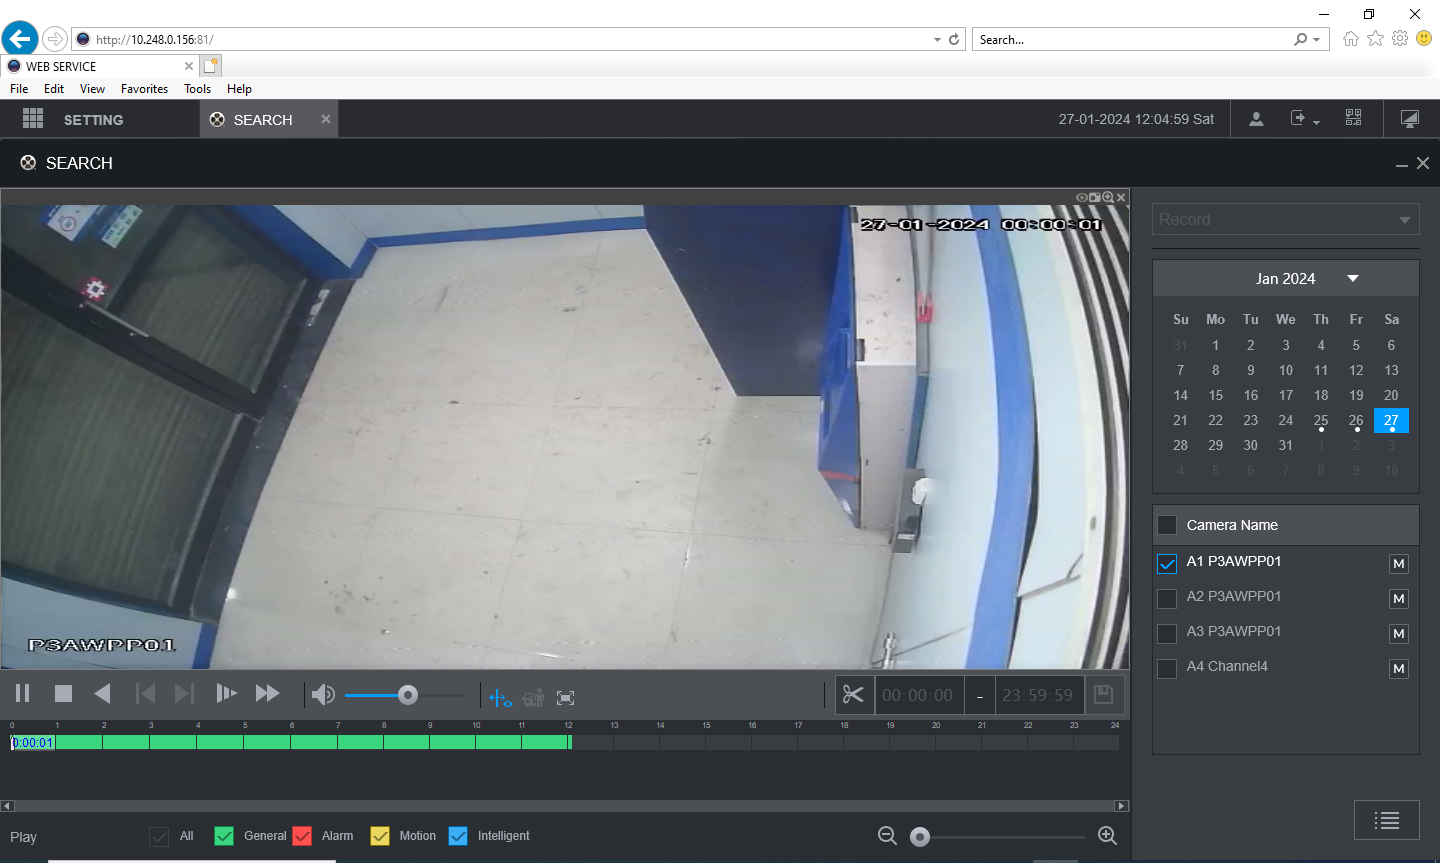 http://10.248.0.156:81/
Search...
WEB SERVICE
File Edit View Favorites Tools Help
SETTING
SEARCH
27-01-2024 12:04:59 Sat
SEARCH
27-01-2024 00:00:01
P3AWPP01
Record
Jan 2024
Su Mo Tu We Th Fr Sa
31 1 2 3 4 5 6
7 8 9 10 11 12 13
14 15 16 17 18 19 20
21 22 23 24 25 26 27
28 29 30 31 1 2 3
4 5 6 7 8 9 10
Camera Name
A1 P3AWPP01 M
A2 P3AWPP01 M
A3 P3AWPP01 M
A4 Channel4 M
00:00:00 - 23:59:59
0 1 2 3 4 5 6 7 8 9 10 11 12 13 14 15 16 17 18 19 20 21 22 23 24
0:00:01
Play All General Alarm Motion Intelligent